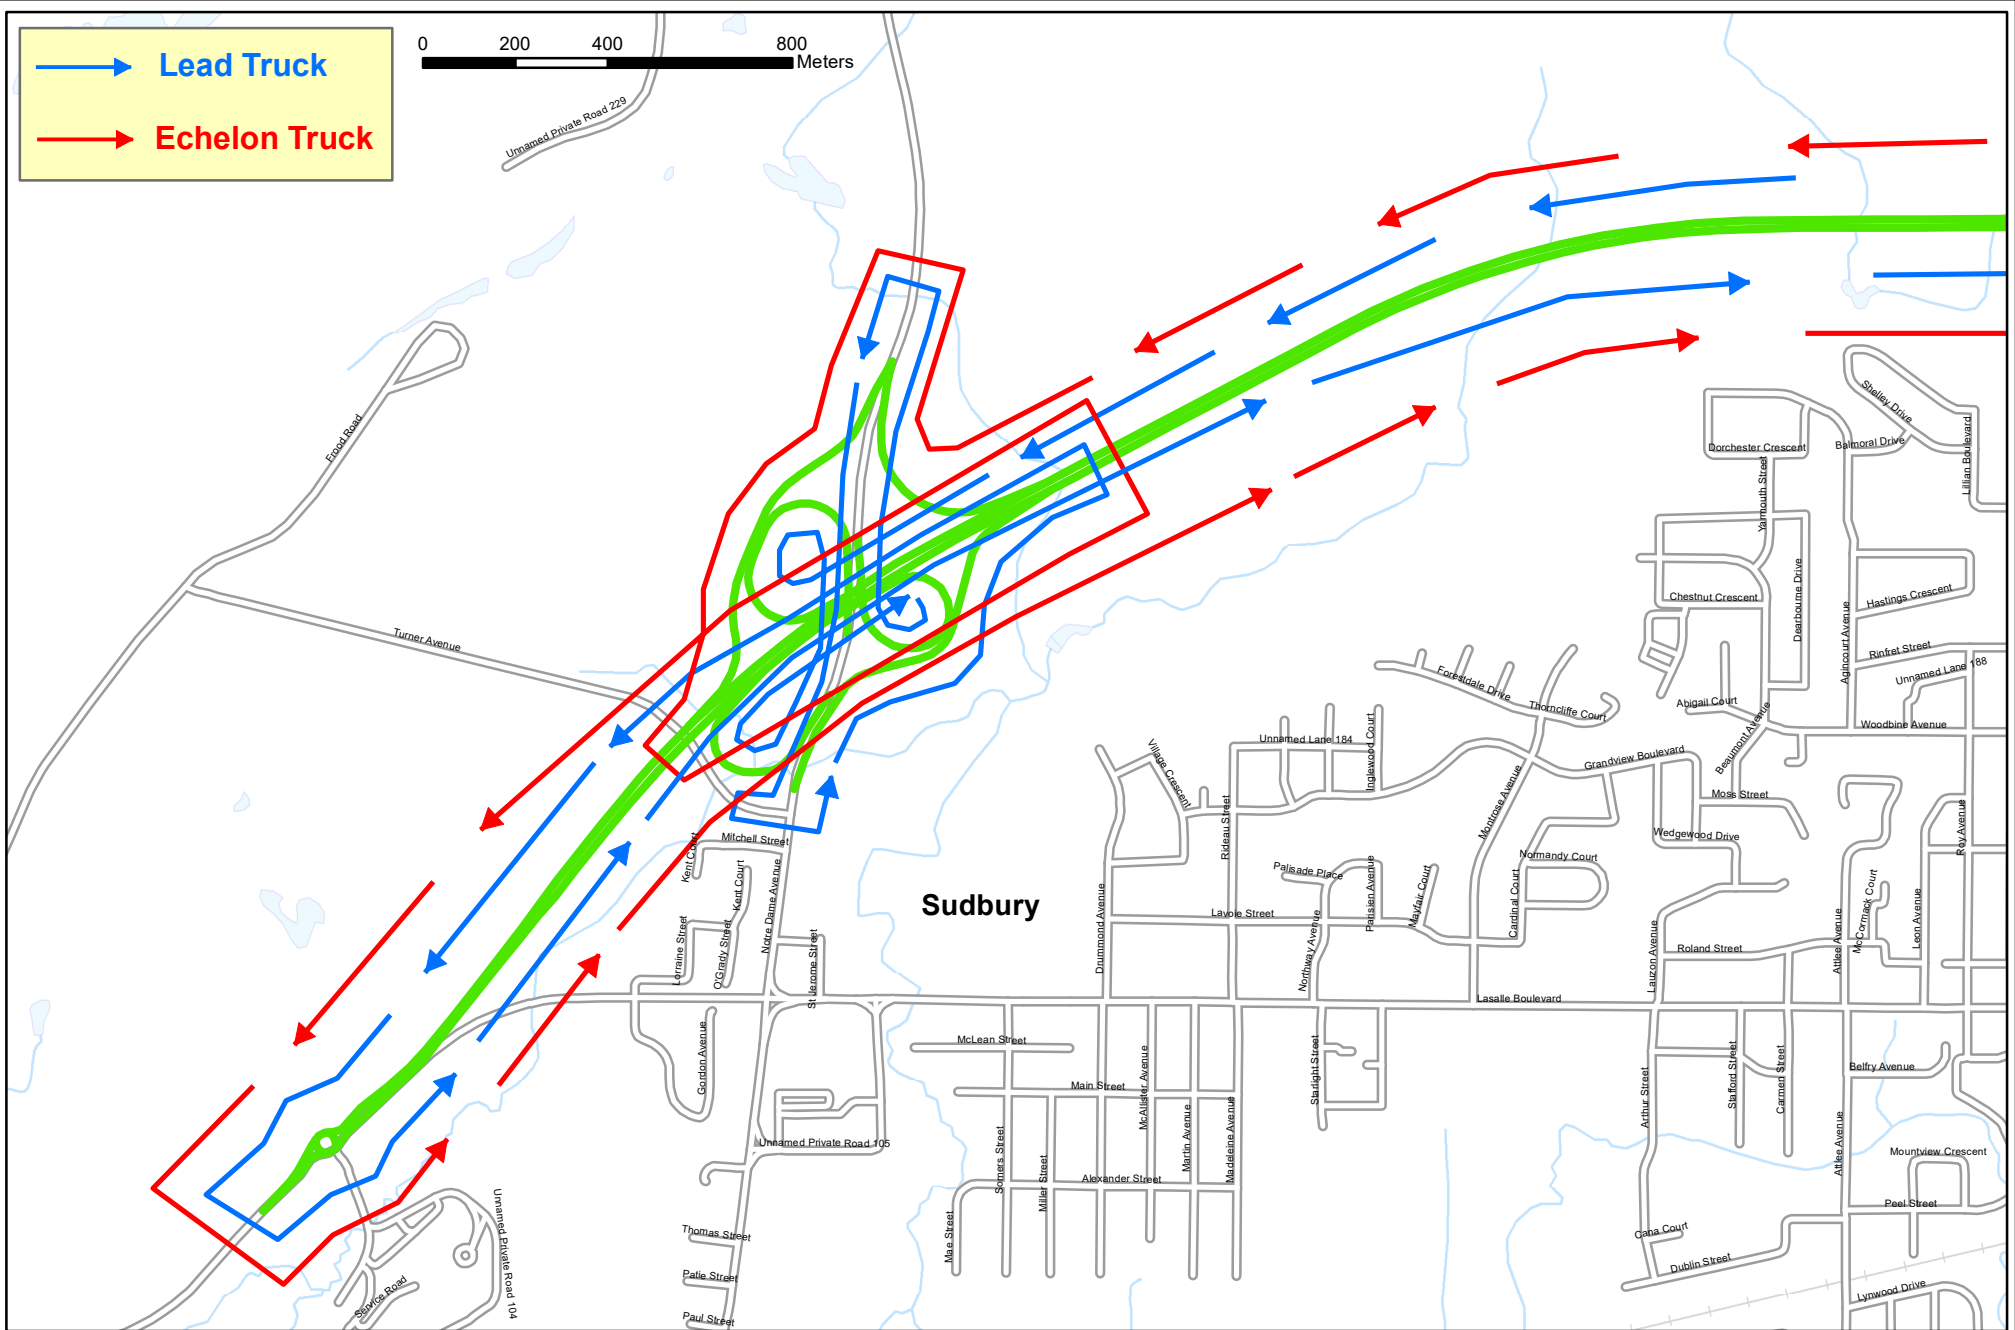 Lead Truck
Echelon Truck
0 200 400 800
Meters
Unnamed Private Road 229
Frood Road
Turner Avenue
Shelley Drive
Dorchester Crescent
Balmoral Drive
Lillian Boulevard
Yarmouth Street
Chestnut Crescent
Dearbourne Drive
Hastings Crescent
Agincourt Avenue
Rinfret Street
Unnamed Lane 188
Forestdale Drive
Thorncliffe Court
Abigail Court
Woodbine Avenue
Beaumont Avenue
Unnamed Lane 184
Inglewood Court
Village Crescent
Grandview Boulevard
Moss Street
Rideau Street
Montrose Avenue
Wedgewood Drive
Roy Avenue
Mitchell Street
Kent Court
Kent Court
Normandy Court
Palisade Place
Parisien Avenue
Mayfair Court
Cardinal Court
McCormack Court
Leon Avenue
Sudbury
Notre Dame Avenue
Lorraine Street
O'Grady Street
St Jerome Street
Drummond Avenue
Lavoie Street
Northway Avenue
Lauzon Avenue
Roland Street
Attlee Avenue
Lasalle Boulevard
Gordon Avenue
McLean Street
Main Street
McAllister Avenue
Starlight Street
Stafford Street
Carmen Street
Belfry Avenue
Arthur Street
Martin Avenue
Madeleine Avenue
Somers Street
Miller Street
Unnamed Private Road 105
Attlee Avenue
Mountview Crescent
Alexander Street
Peel Street
Mae Street
Unnamed Private Road 104
Thomas Street
Cana Court
Dublin Street
Patie Street
Service Road
Lynwood Drive
Paul Street